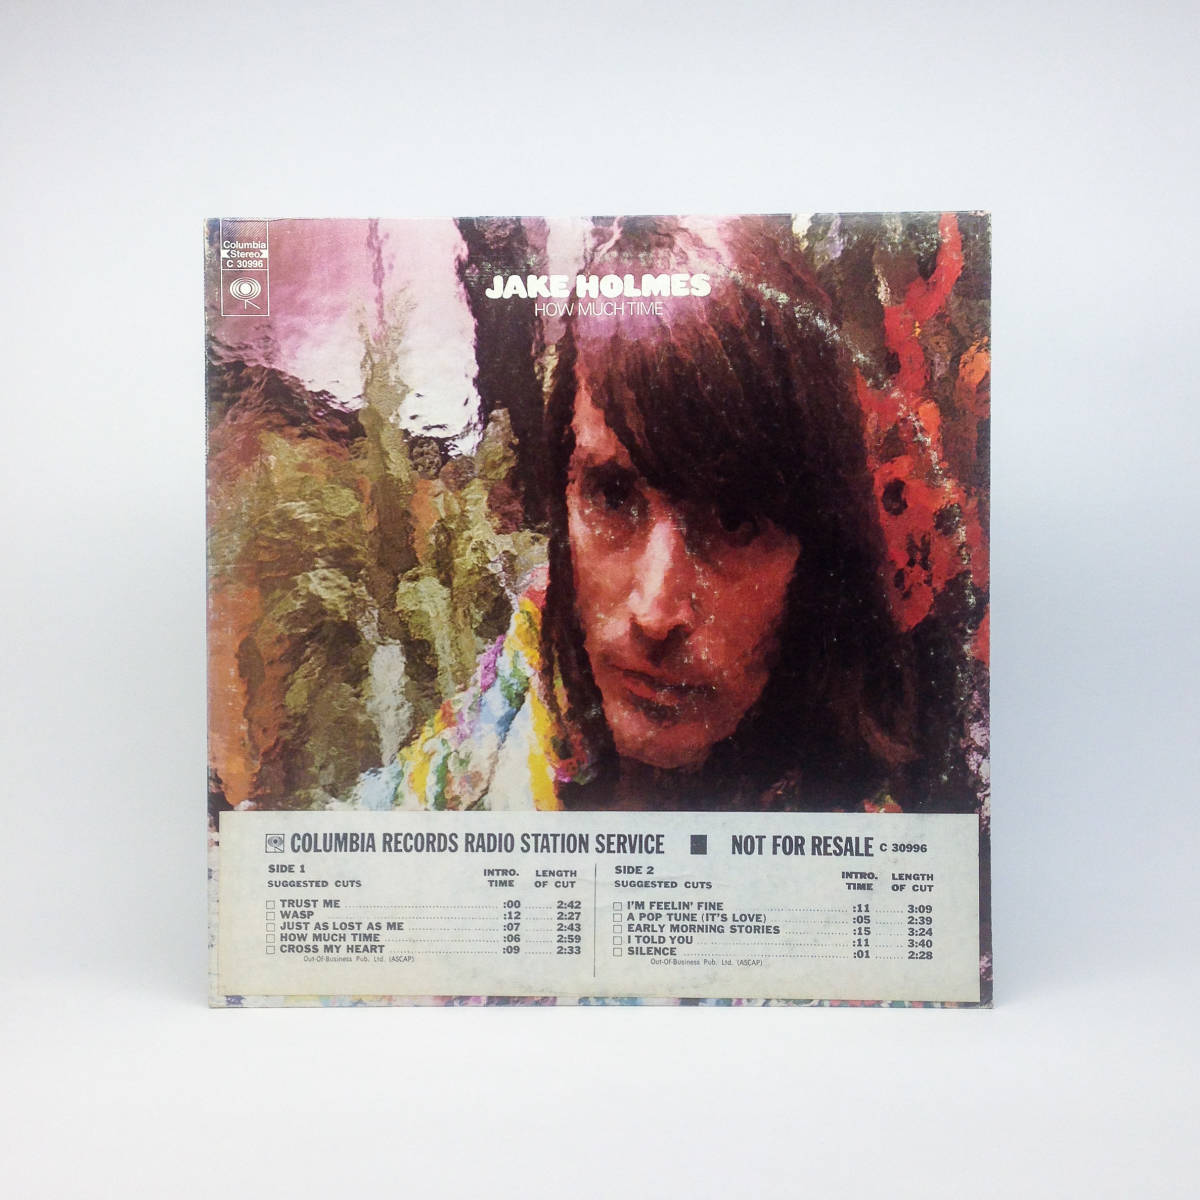 Columbia
Stereo
C 30996
JAKE HOLMES
HOW MUCH TIME
COLUMBIA RECORDS RADIO STATION SERVICE ■ NOT FOR RESALE C 30996
SIDE 1
SUGGESTED CUTS
INTRO. TIME
LENGTH OF CUT
☐ TRUST ME :00 2:42
☐ WASP :12 2:27
☐ JUST AS LOST AS ME :07 2:43
☐ HOW MUCH TIME :06 2:59
☐ CROSS MY HEART :09 2:33
Out-Of-Business Pub. Ltd. (ASCAP)
SIDE 2
SUGGESTED CUTS
INTRO. TIME
LENGTH OF CUT
☐ I'M FEELIN' FINE :11 3:09
☐ A POP TUNE (IT'S LOVE) :05 2:39
☐ EARLY MORNING STORIES :15 3:24
☐ I TOLD YOU :11 3:40
☐ SILENCE :01 2:28
Out-Of-Business Pub. Ltd. (ASCAP)